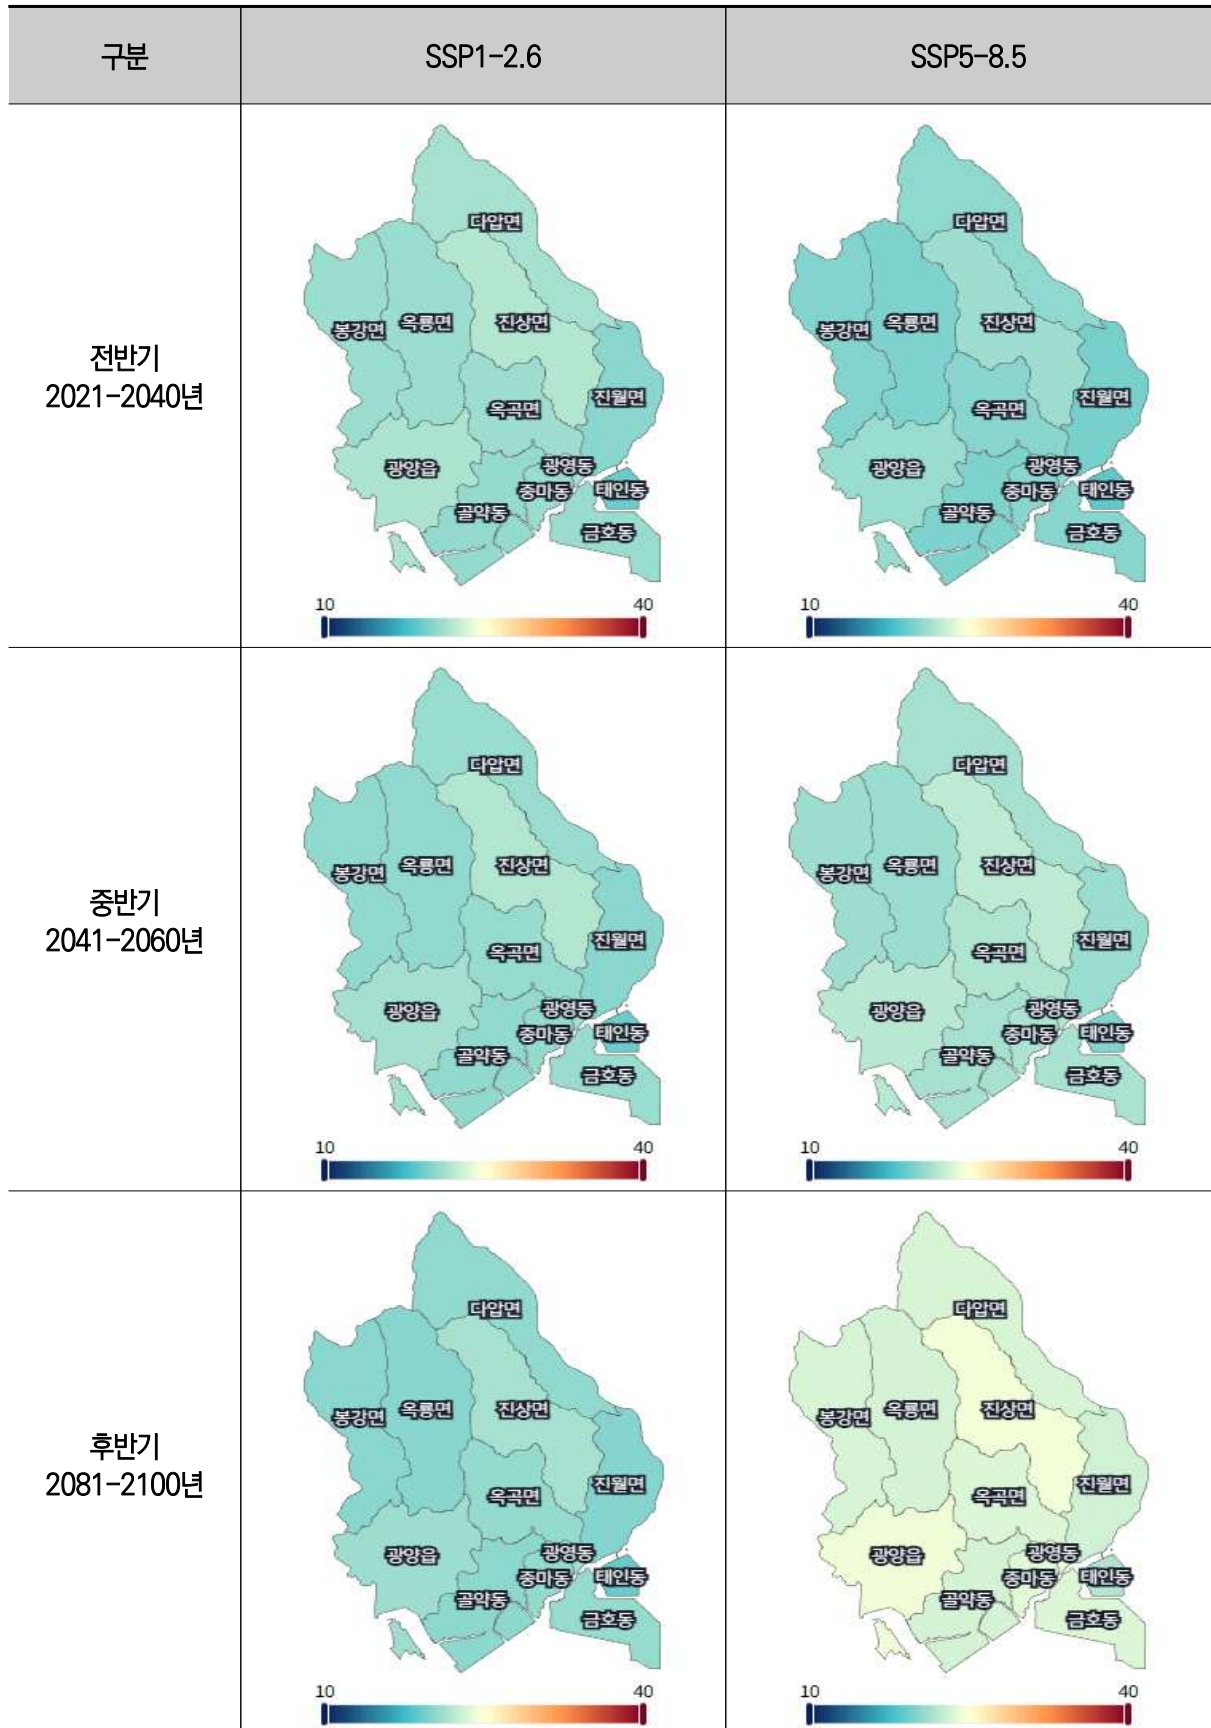 구분
SSP1-2.6
SSP5-8.5
전반기
2021-2040년
다압면
봉강면
옥룡면
진상면
옥곡면
진월면
광양읍
광영동
중마동
태인동
골약동
금호동
10
40
다압면
봉강면
옥룡면
진상면
옥곡면
진월면
광양읍
광영동
중마동
태인동
골약동
금호동
10
40
중반기
2041-2060년
다압면
봉강면
옥룡면
진상면
옥곡면
진월면
광양읍
광영동
중마동
태인동
골약동
금호동
10
40
다압면
봉강면
옥룡면
진상면
옥곡면
진월면
광양읍
광영동
중마동
태인동
골약동
금호동
10
40
후반기
2081-2100년
다압면
봉강면
옥룡면
진상면
옥곡면
진월면
광양읍
광영동
중마동
태인동
골약동
금호동
10
40
다압면
봉강면
옥룡면
진상면
옥곡면
진월면
광양읍
광영동
중마동
태인동
골약동
금호동
10
40